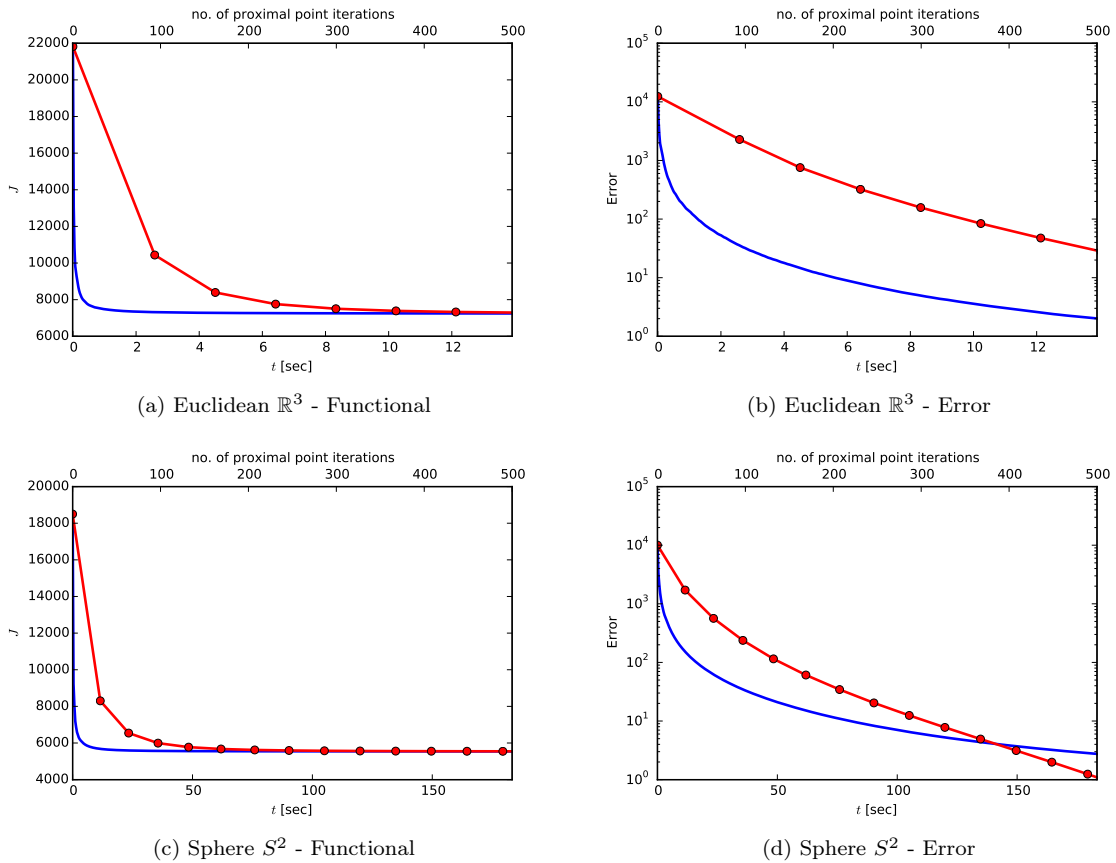 no. of proximal point iterations
0 100 200 300 400 500
22000
20000
18000
16000
14000
12000
10000
8000
6000
J
0 2 4 6 8 10 12
t [sec]
(a) Euclidean ℝ³ - Functional
no. of proximal point iterations
0 100 200 300 400 500
10⁵
10⁴
10³
10²
10¹
10⁰
Error
0 2 4 6 8 10 12
t [sec]
(b) Euclidean ℝ³ - Error
no. of proximal point iterations
0 100 200 300 400 500
20000
18000
16000
14000
12000
10000
8000
6000
4000
J
0 50 100 150
t [sec]
(c) Sphere S² - Functional
no. of proximal point iterations
0 100 200 300 400 500
10⁵
10⁴
10³
10²
10¹
10⁰
Error
0 50 100 150
t [sec]
(d) Sphere S² - Error